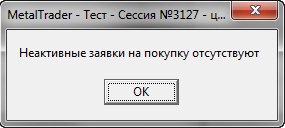 MetalTrader - Тест - Сессия №3127 - ц...
Неактивные заявки на покупку отсутствуют
OK